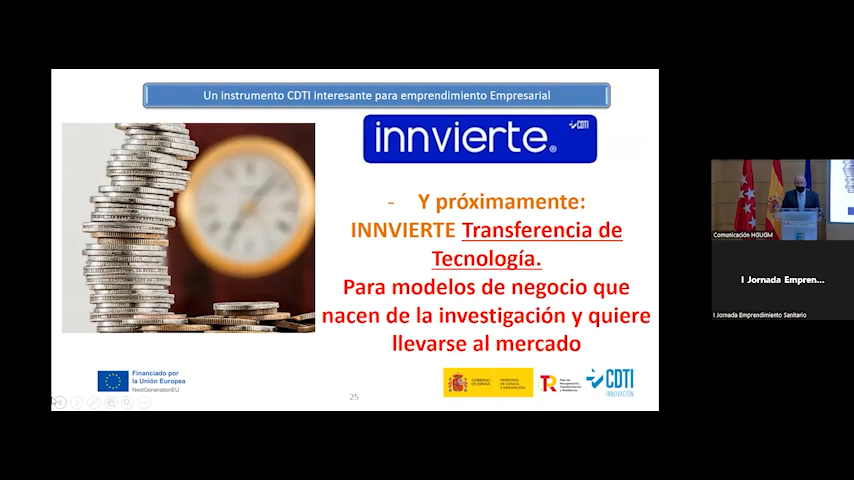 Un instrumento CDTI interesante para emprendimiento Empresarial
innvierte®
CDTI
- Y próximamente:
INNVIERTE Transferencia de
Tecnología.
Para modelos de negocio que
nacen de la investigación y quiere
llevarse al mercado
Financiado por
la Unión Europea
NextGenerationEU
25
GOBIERNO
DE ESPAÑA
MINISTERIO
DE CIENCIA
E INNOVACIÓN
TR
Plan de
Recuperación,
Transformación
y Resiliencia
CDTI
INNOVACIÓN
Comunicación HGUGM
I Jornada Empren...
I Jornada Emprendimiento Sanitario